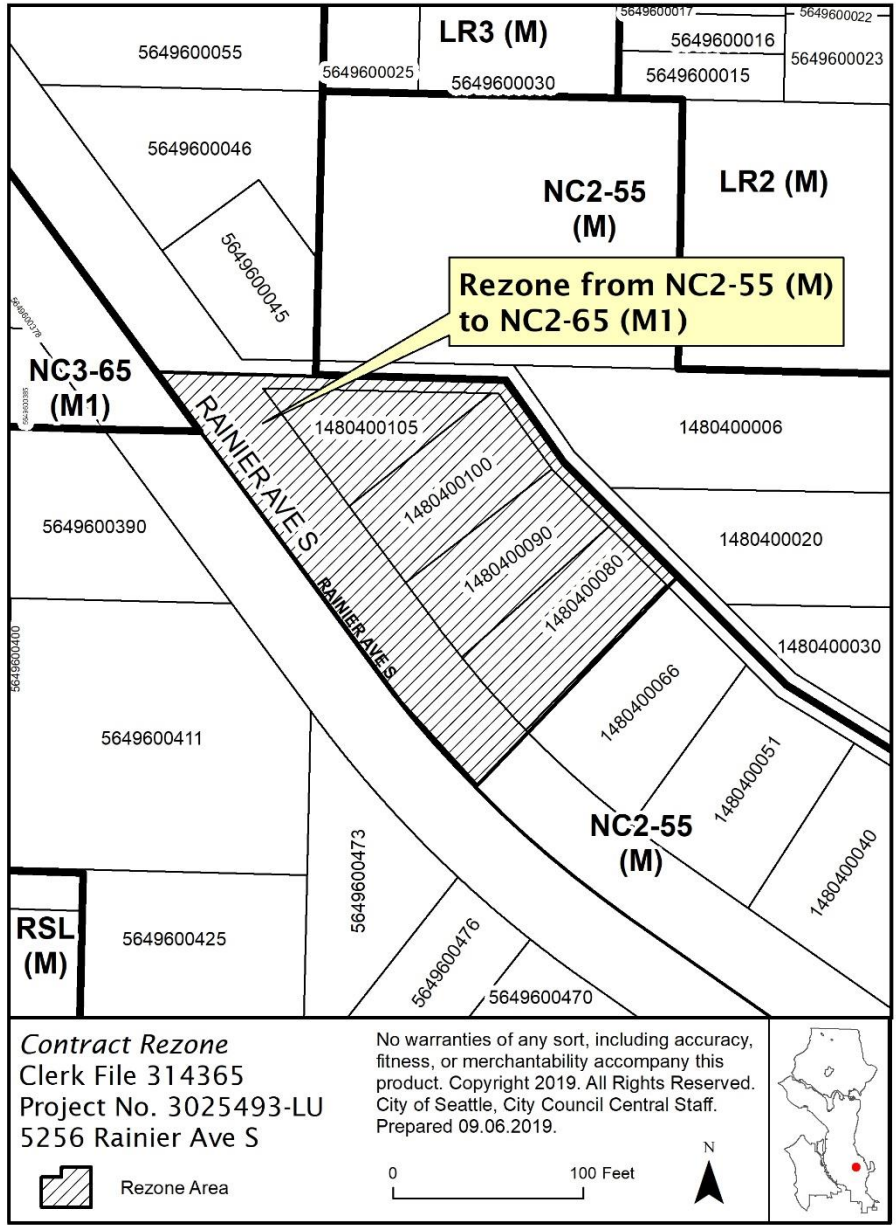 5649600055
LR3 (M)
5649600017
5649600022
5649600016
5649600023
5649600025
5649600030
5649600015
5649600046
NC2-55
(M)
LR2 (M)
5649600045
Rezone from NC2-55 (M)
to NC2-65 (M1)
5649600378
NC3-65
(M1)
5649600385
RAINIER AVE S
1480400105
1480400006
1480400100
5649600390
1480400090
1480400020
1480400080
RAINIER AVE S
5649600400
1480400030
1480400066
5649600411
1480400051
NC2-55
(M)
1480400040
5649600473
RSL
(M)
5649600425
5649600476
5649600470
Contract Rezone
Clerk File 314365
Project No. 3025493-LU
5256 Rainier Ave S
Rezone Area
No warranties of any sort, including accuracy,
fitness, or merchantability accompany this
product. Copyright 2019. All Rights Reserved.
City of Seattle, City Council Central Staff.
Prepared 09.06.2019.
0
100 Feet
N